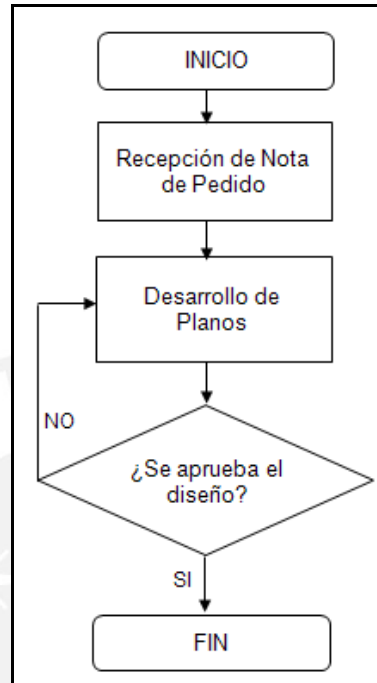 INICIO
Recepción de Nota
de Pedido
Desarrollo de
Planos
NO
¿Se aprueba el
diseño?
SI
FIN